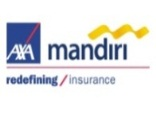 AXA mandiri
redefining / insurance